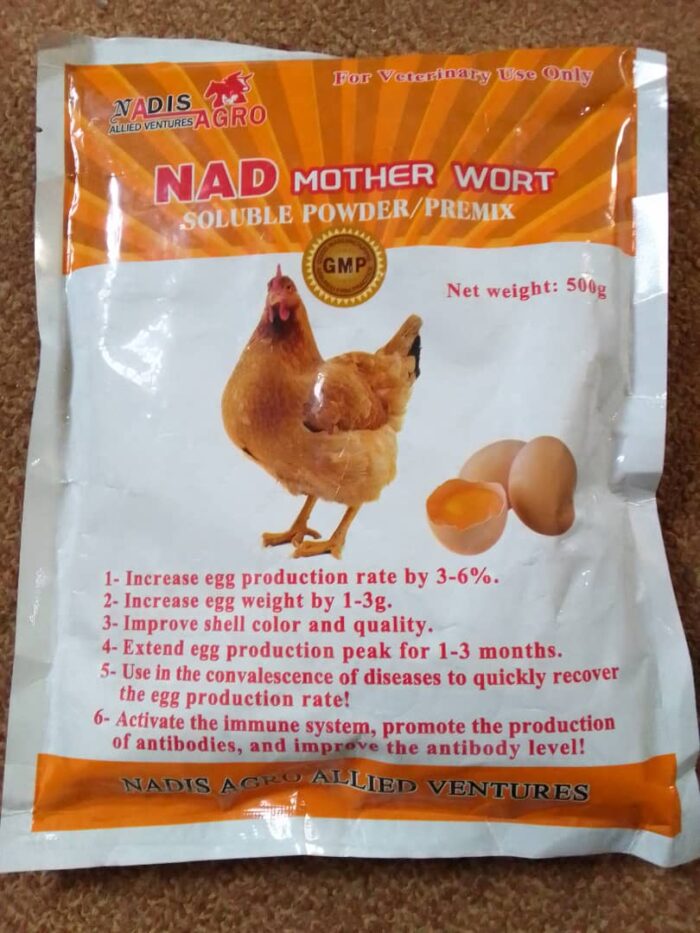 For Veterinary Use Only
NADIS
ALLIED VENTURES AGRO
NAD MOTHER WORT
SOLUBLE POWDER/PREMIX
GMP
Net weight: 500g
1- Increase egg production rate by 3-6%.
2- Increase egg weight by 1-3g.
3- Improve shell color and quality.
4- Extend egg production peak for 1-3 months.
5- Use in the convalescence of diseases to quickly recover
the egg production rate!
6- Activate the immune system, promote the production
of antibodies, and improve the antibody level!
NADIS AGRO ALLIED VENTURES